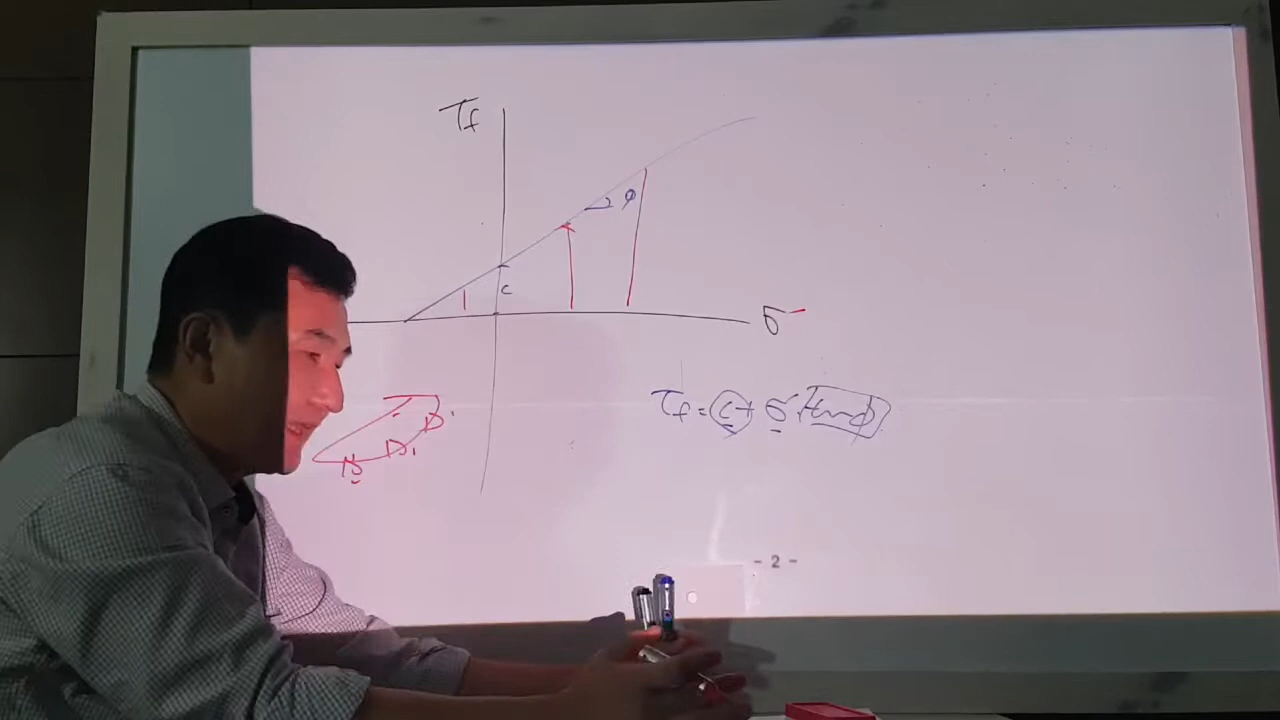 τf
φ
c
σ
τf = c + σ tanφ
- 2 -